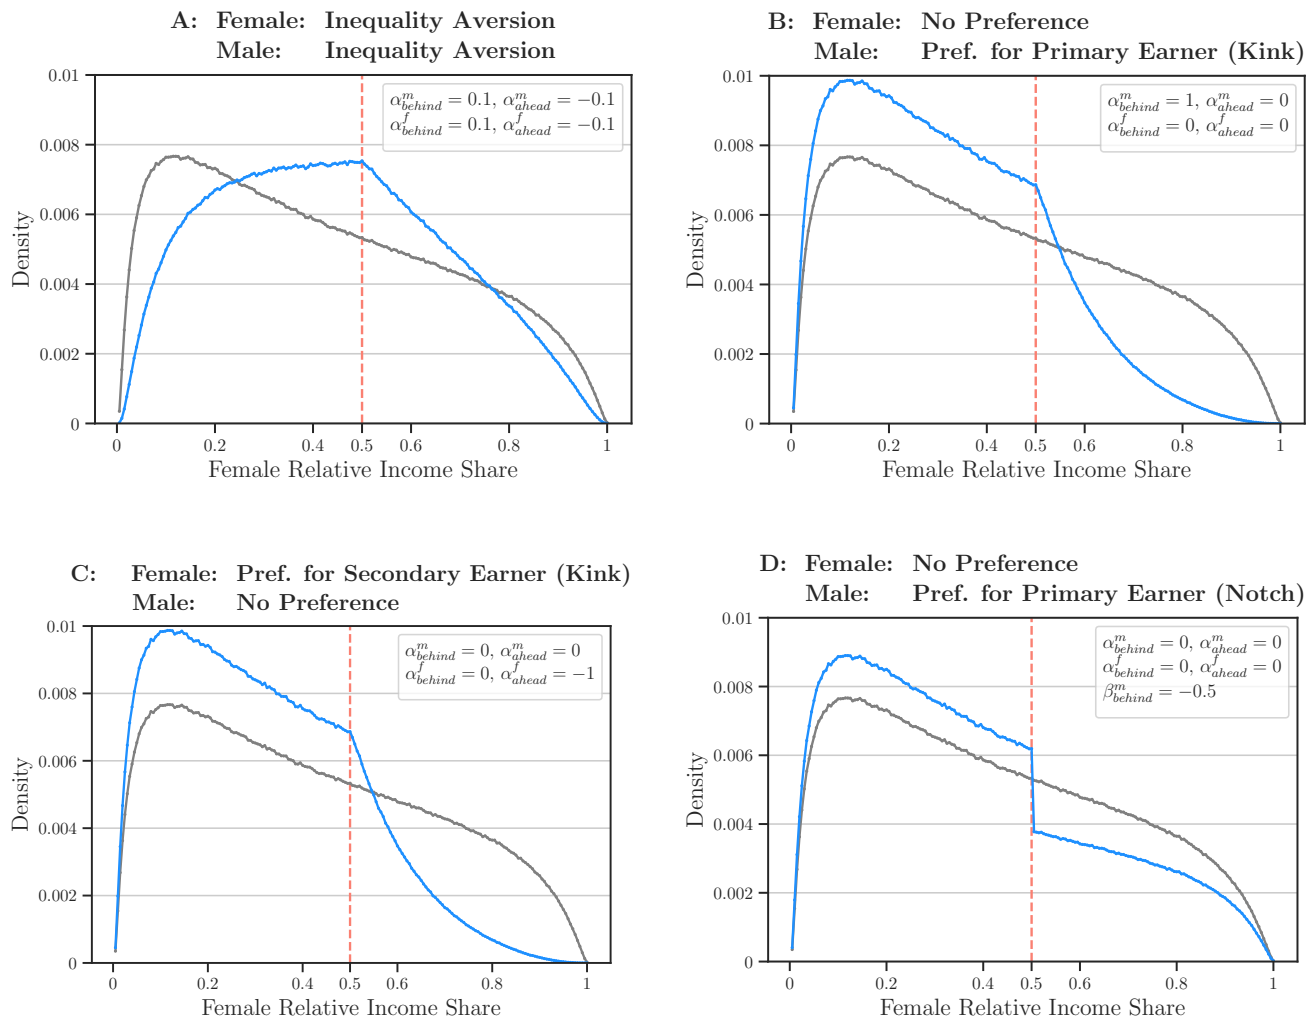 A: Female: Inequality Aversion
Male: Inequality Aversion
0.01
0.008
0.006
0.004
0.002
0
Density
α^m_behind = 0.1, α^m_ahead = −0.1
α^f_behind = 0.1, α^f_ahead = −0.1
0 0.2 0.4 0.5 0.6 0.8 1
Female Relative Income Share
B: Female: No Preference
Male: Pref. for Primary Earner (Kink)
0.01
0.008
0.006
0.004
0.002
0
Density
α^m_behind = 1, α^m_ahead = 0
α^f_behind = 0, α^f_ahead = 0
0 0.2 0.4 0.5 0.6 0.8 1
Female Relative Income Share
C: Female: Pref. for Secondary Earner (Kink)
Male: No Preference
0.01
0.008
0.006
0.004
0.002
0
Density
α^m_behind = 0, α^m_ahead = 0
α^f_behind = 0, α^f_ahead = −1
0 0.2 0.4 0.5 0.6 0.8 1
Female Relative Income Share
D: Female: No Preference
Male: Pref. for Primary Earner (Notch)
0.01
0.008
0.006
0.004
0.002
0
Density
α^m_behind = 0, α^m_ahead = 0
α^f_behind = 0, α^f_ahead = 0
β^m_behind = −0.5
0 0.2 0.4 0.5 0.6 0.8 1
Female Relative Income Share